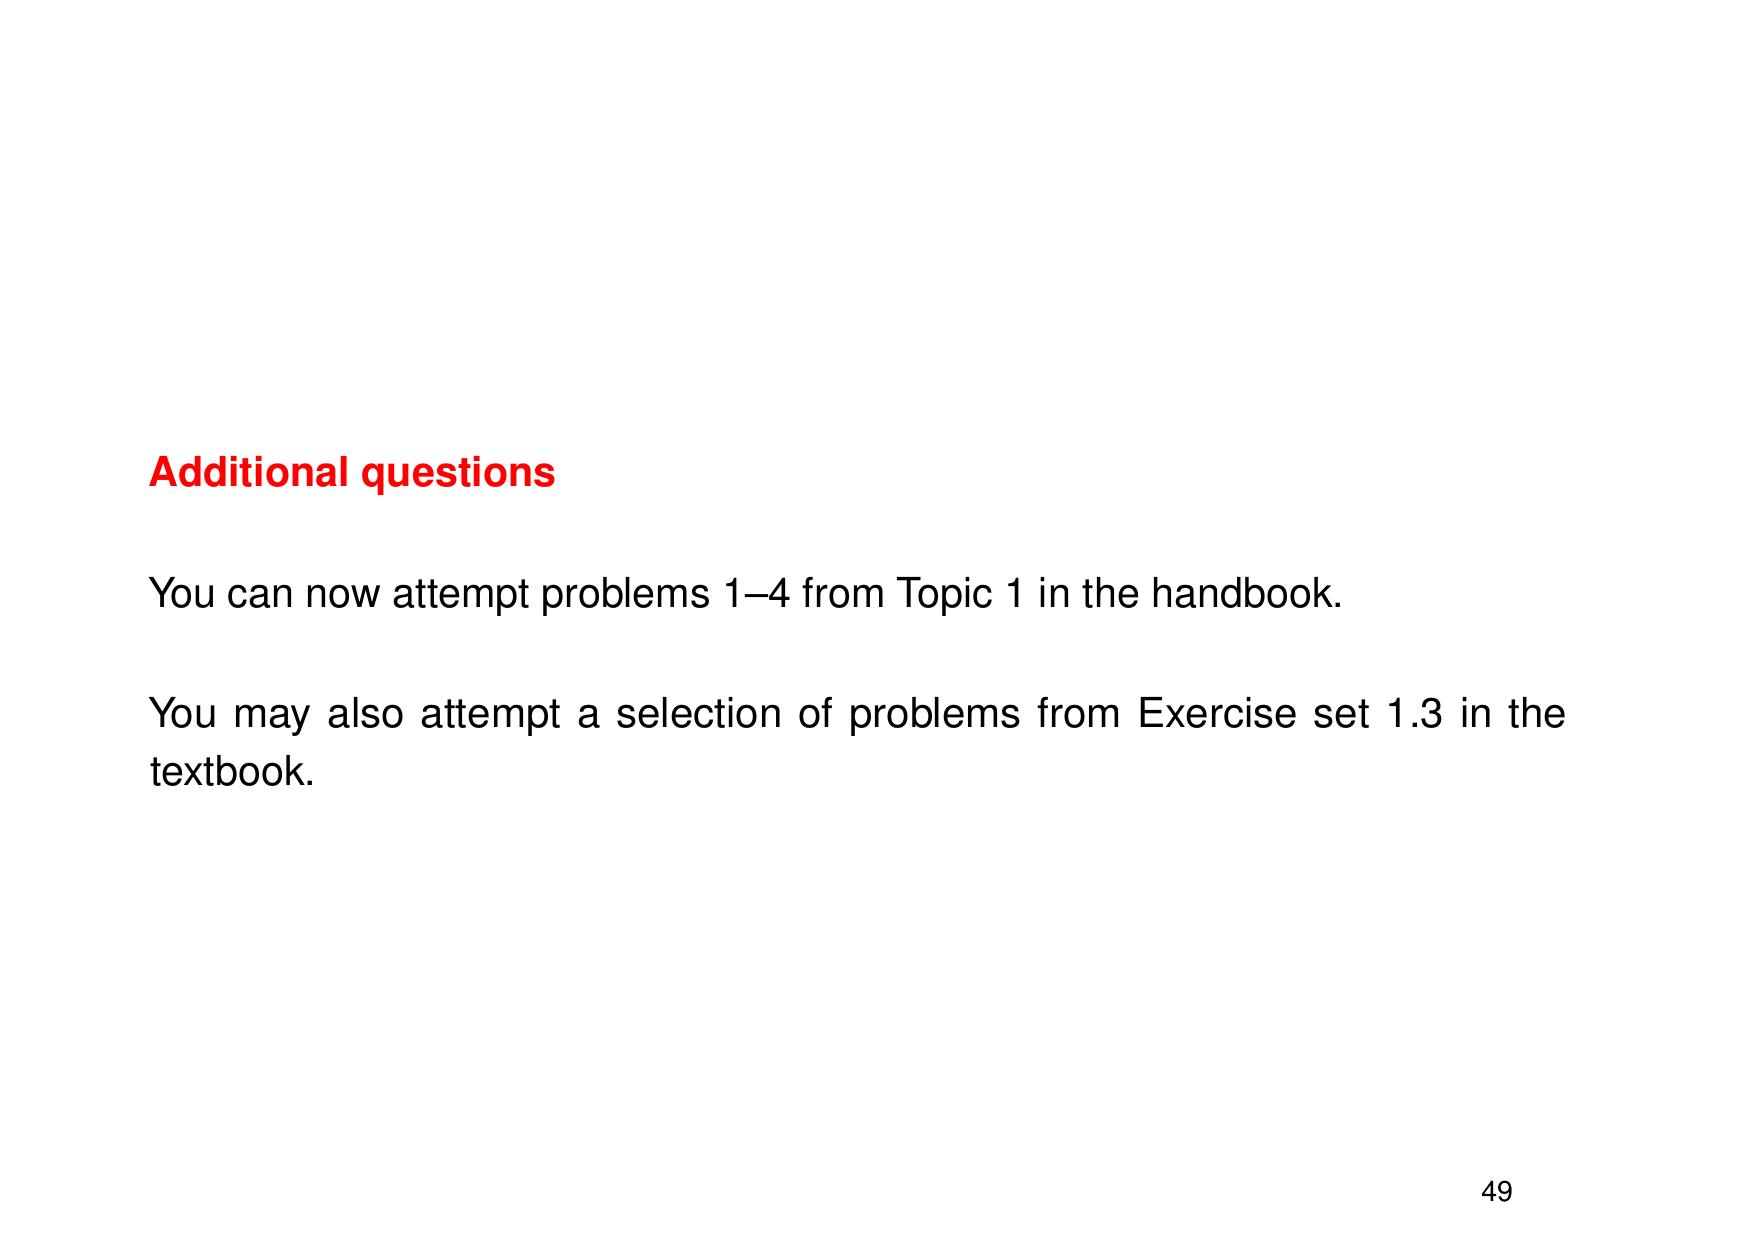 Additional questions
You can now attempt problems 1–4 from Topic 1 in the handbook.
You may also attempt a selection of problems from Exercise set 1.3 in the
textbook.
49